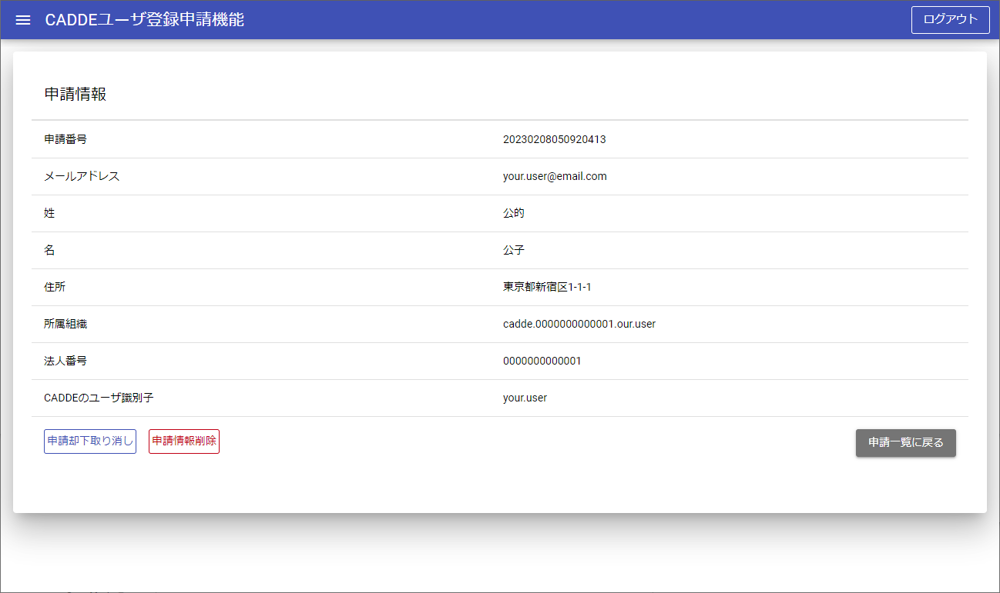 CADDEユーザ登録申請機能
ログアウト
申請情報
申請番号 20230208050920413
メールアドレス your.user@email.com
姓 公的
名 公子
住所 東京都新宿区1-1-1
所属組織 cadde.0000000000001.our.user
法人番号 0000000000001
CADDEのユーザ識別子 your.user
申請却下取り消し 申請情報削除 申請一覧に戻る